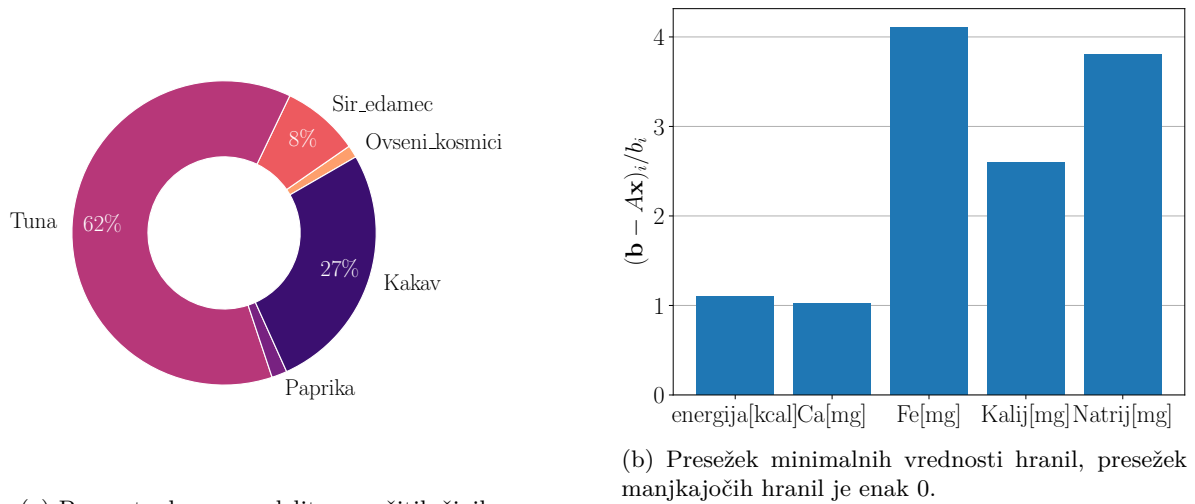 Sir_edamec
8%
Ovseni_kosmici
Tuna
62%
27%
Kakav
Paprika
4
3
2
1
0
(b − Ax)i/bi
energija[kcal]
Ca[mg]
Fe[mg]
Kalij[mg]
Natrij[mg]
(b) Presežek minimalnih vrednosti hranil, presežek
manjkajočih hranil je enak 0.